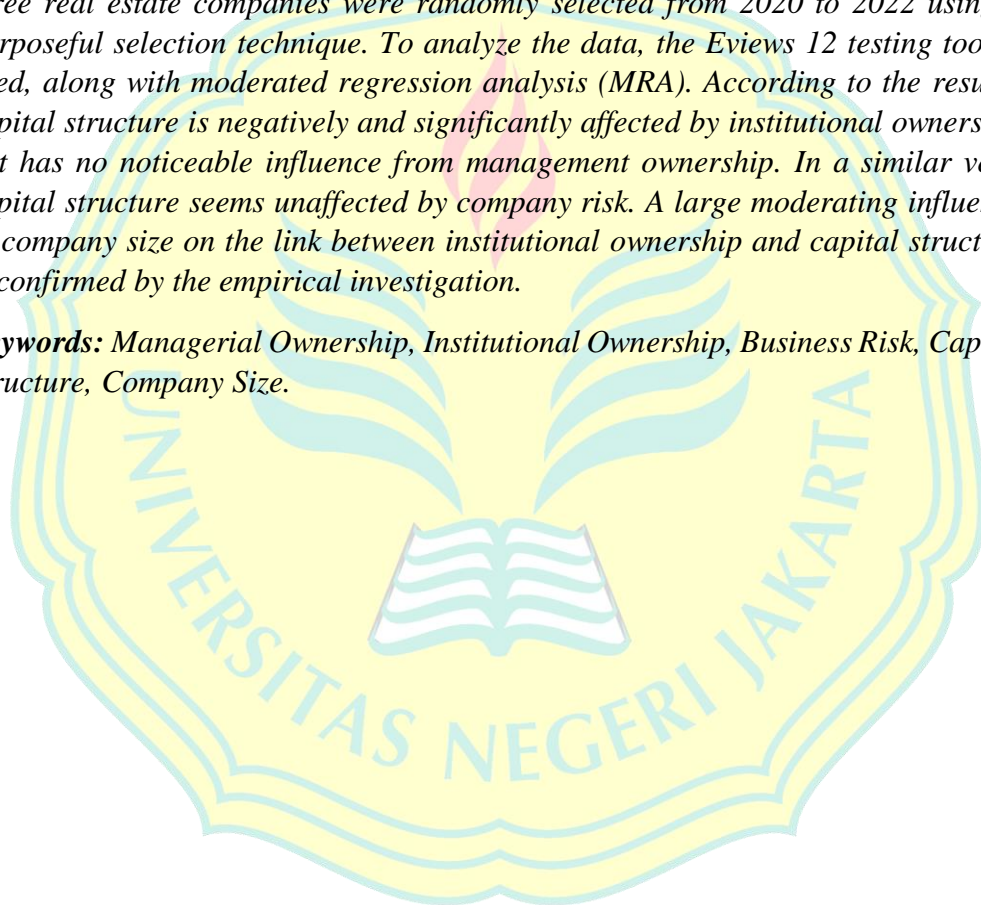 ree real estate companies were randomly selected from 2020 to 2022 using
rposeful selection technique. To analyze the data, the Eviews 12 testing too
ed, along with moderated regression analysis (MRA). According to the resu
pital structure is negatively and significantly affected by institutional owners
t has no noticeable influence from management ownership. In a similar ve
pital structure seems unaffected by company risk. A large moderating influe
company size on the link between institutional ownership and capital struct
confirmed by the empirical investigation.
ywords: Managerial Ownership, Institutional Ownership, Business Risk, Cap
ructure, Company Size.
UNIVERSITAS NEGERI JAKARTA